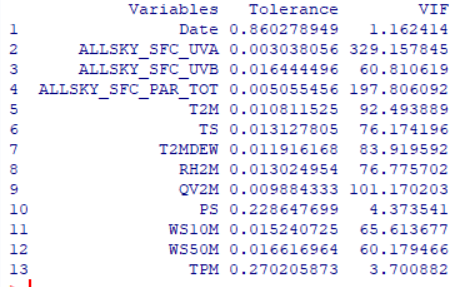 Variables Tolerance VIF
1 Date 0.860278949 1.162414
2 ALLSKY_SFC_UVA 0.003038056 329.157845
3 ALLSKY_SFC_UVB 0.016444496 60.810619
4 ALLSKY_SFC_PAR_TOT 0.005055456 197.806092
5 T2M 0.010811525 92.493889
6 TS 0.013127805 76.174196
7 T2MDEW 0.011916168 83.919592
8 RH2M 0.013024954 76.775702
9 QV2M 0.009884333 101.170203
10 PS 0.228647699 4.373541
11 WS10M 0.015240725 65.613677
12 WS50M 0.016616964 60.179466
13 TPM 0.270205873 3.700882